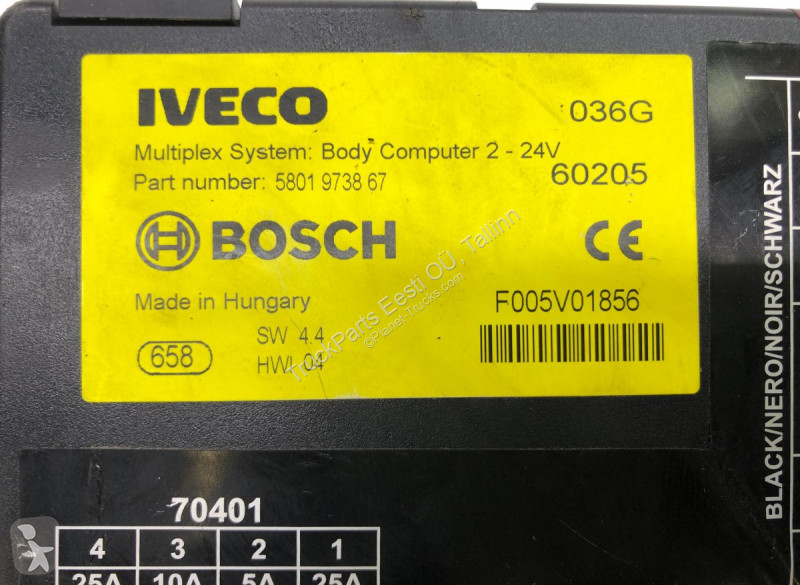 IVECO
036G
Multiplex System: Body Computer 2 - 24V
Part number: 5801 9738 67
60205
BOSCH
CE
Made in Hungary
F005V01856
SW 4.4
658
HWI 04
TruckParts Eesti OÜ, Tallinn
©Planet-Trucks.com
BLACK/NERO/NOIR/SCHWARZ
70401
4 3 2 1
25A 10A 5A 25A